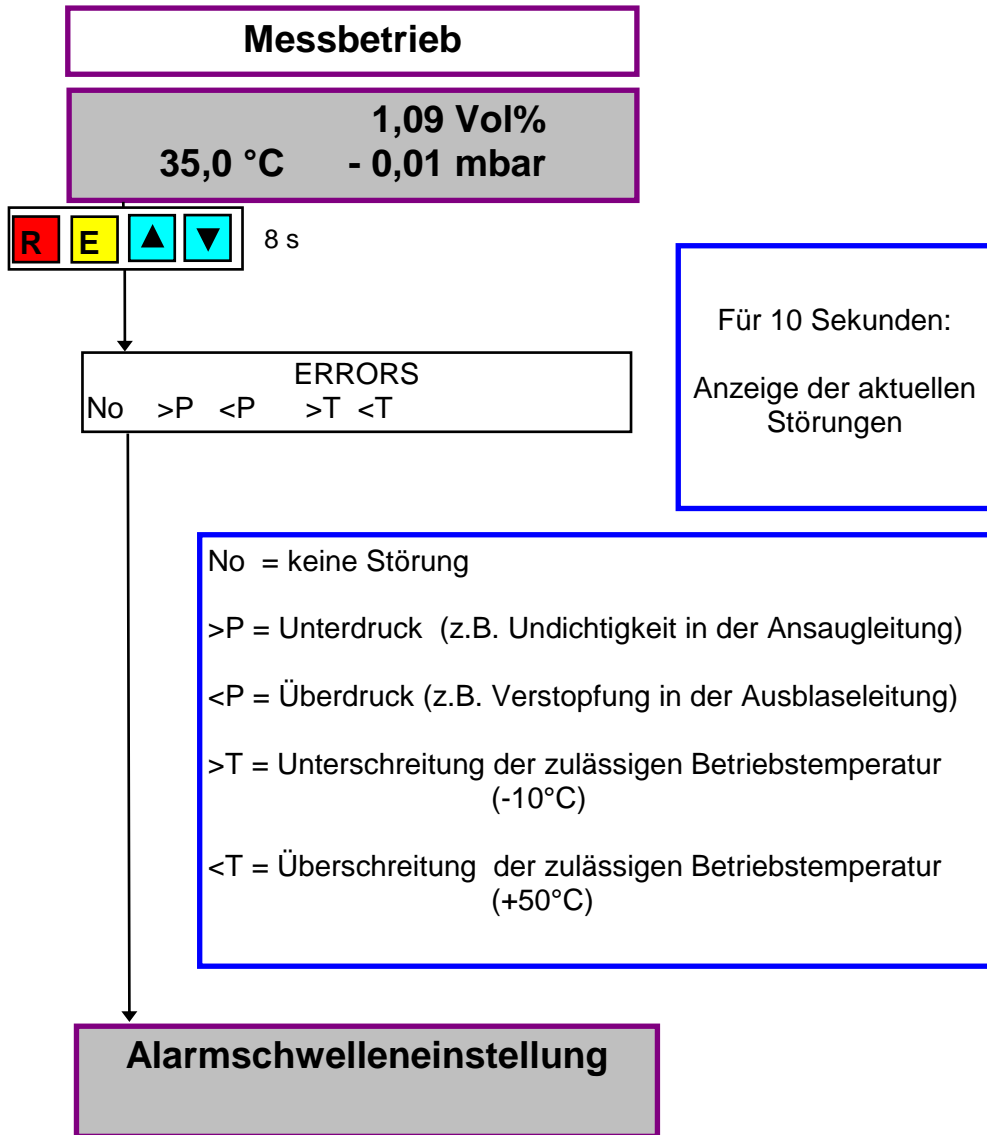 Messbetrieb
1,09 Vol%
35,0 °C - 0,01 mbar
R E ▲ ▼ 8 s
ERRORS
No >P <P >T <T
Für 10 Sekunden:
Anzeige der aktuellen
Störungen
No = keine Störung
>P = Unterdruck (z.B. Undichtigkeit in der Ansaugleitung)
<P = Überdruck (z.B. Verstopfung in der Ausblaseleitung)
>T = Unterschreitung der zulässigen Betriebstemperatur
(-10°C)
<T = Überschreitung der zulässigen Betriebstemperatur
(+50°C)
Alarmschwelleneinstellung